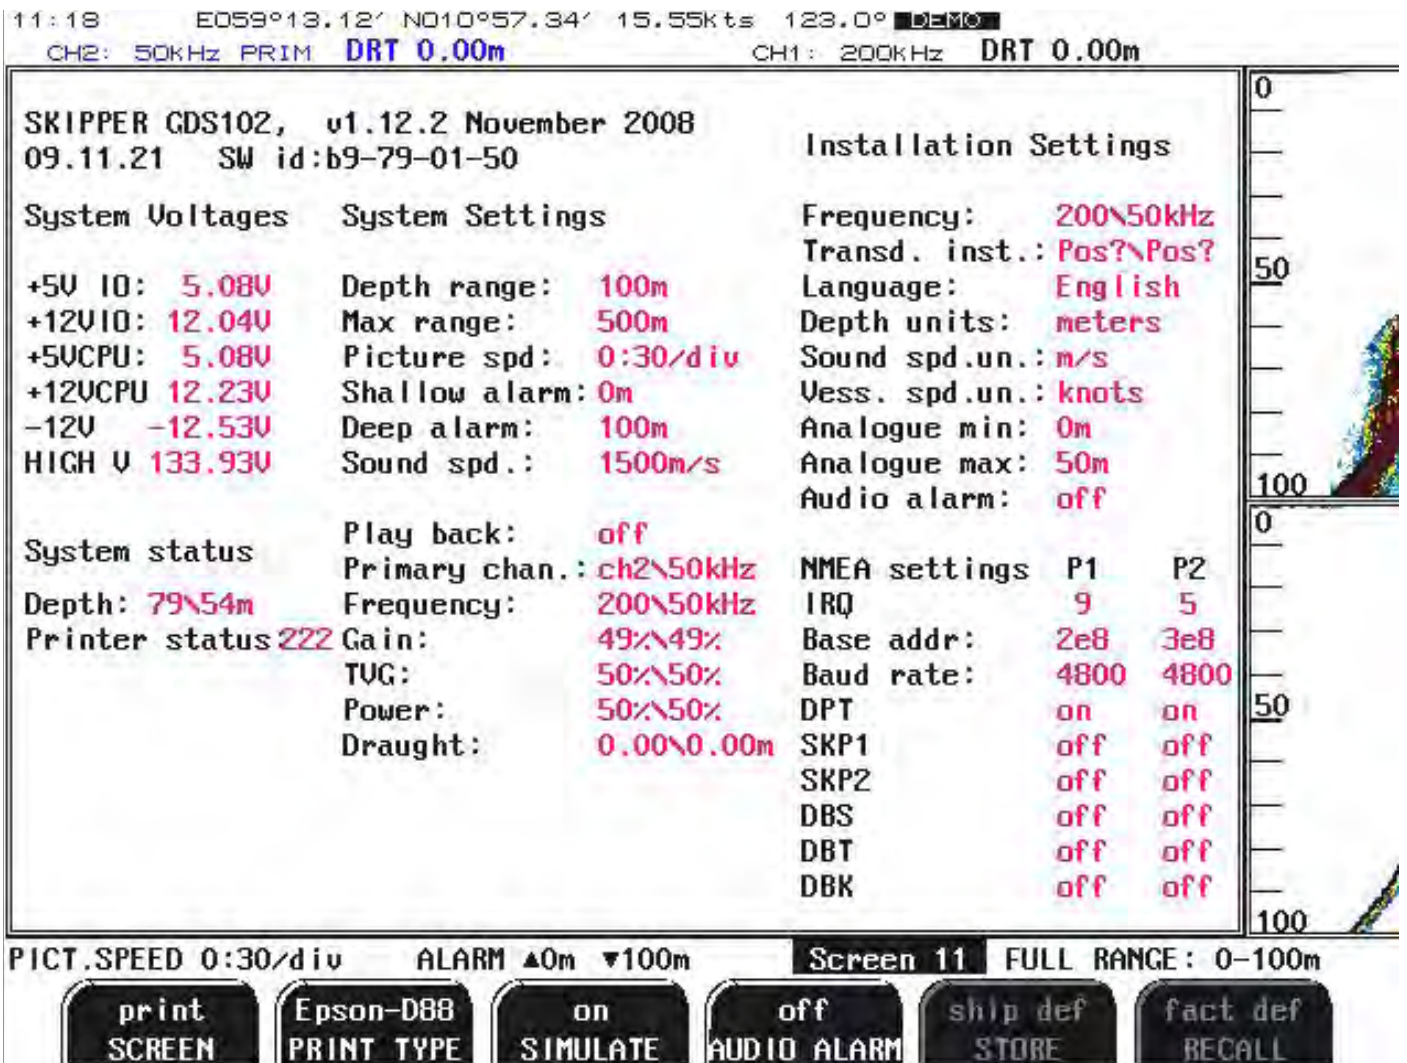 11:18 E059°13.12′ N010°57.34′ 15.55kts 123.0° DEMO
CH2: 50KHz PRIM DRT 0.00m CH1: 200KHz DRT 0.00m
SKIPPER GDS102, v1.12.2 November 2008
09.11.21 SW id:b9-79-01-50
Installation Settings
System Voltages
+5V IO: 5.08V
+12VIO: 12.04V
+5VCPU: 5.08V
+12VCPU 12.23V
-12V -12.53V
HIGH V 133.93V
System status
Depth: 79\54m
Printer status 222
System Settings
Depth range: 100m
Max range: 500m
Picture spd: 0:30/div
Shallow alarm: 0m
Deep alarm: 100m
Sound spd.: 1500m/s
Play back: off
Primary chan.: ch2\50kHz
Frequency: 200\50kHz
Gain: 49%\49%
TVG: 50%\50%
Power: 50%\50%
Draught: 0.00\0.00m
Frequency: 200\50kHz
Transd. inst.: Pos?\Pos?
Language: English
Depth units: meters
Sound spd.un.: m/s
Vess. spd.un.: knots
Analogue min: 0m
Analogue max: 50m
Audio alarm: off
NMEA settings P1 P2
IRQ 9 5
Base addr: 2e8 3e8
Baud rate: 4800 4800
DPT on on
SKP1 off off
SKP2 off off
DBS off off
DBT off off
DBK off off
0
50
100
0
50
100
PICT.SPEED 0:30/div ALARM ▲0m ▼100m Screen 11 FULL RANGE: 0-100m
print Epson-D88 on off ship def fact def
SCREEN PRINT TYPE SIMULATE AUDIO ALARM STORE RECALL